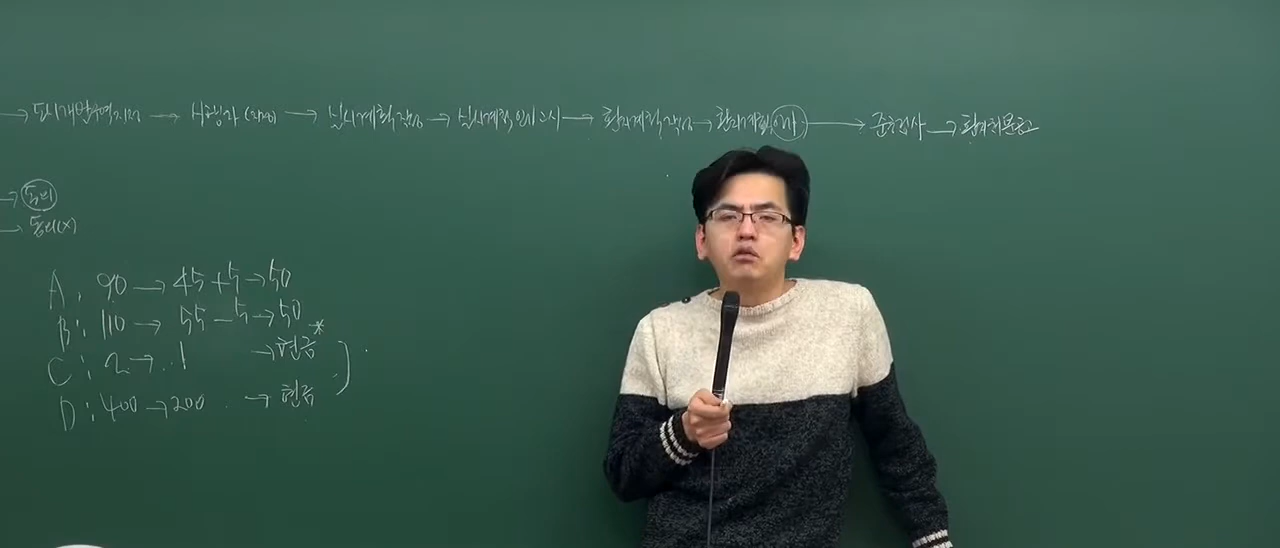 → 도시개발구역지정 → 시행자(지정) → 실시계획작성 → 실시계획인가고시 → 환지계획작성 → 환지계획인가 → 준공검사 → 환지처분공고
→ 동의
→ 동의(X)
A : 90 → 45 + 5 → 50
B : 110 → 55 - 5 → 50
C : 2 → 1 → 현금*
D : 400 → 200 → 현금